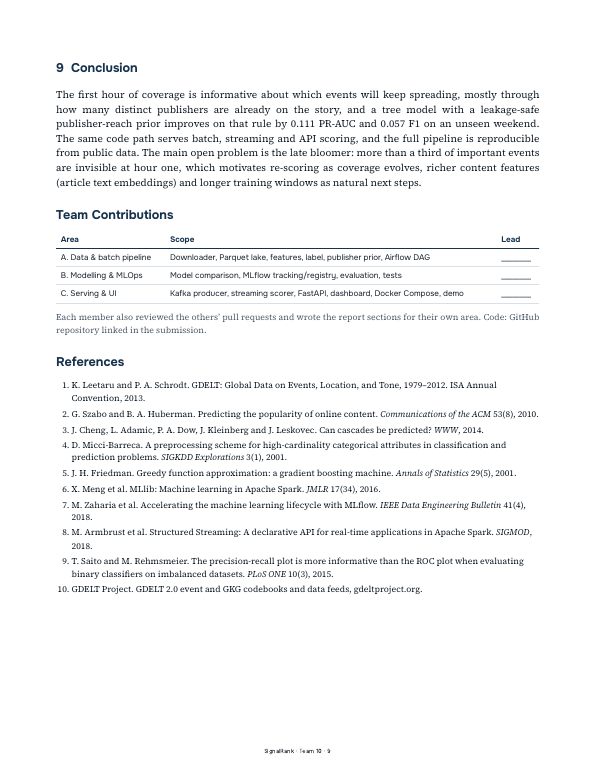 9 Conclusion
The first hour of coverage is informative about which events will keep spreading, mostly through
how many distinct publishers are already on the story, and a tree model with a leakage-safe
publisher-reach prior improves on that rule by 0.111 PR-AUC and 0.057 F1 on an unseen weekend.
The same code path serves batch, streaming and API scoring, and the full pipeline is reproducible
from public data. The main open problem is the late bloomer: more than a third of important events
are invisible at hour one, which motivates re-scoring as coverage evolves, richer content features
(article text embeddings) and longer training windows as natural next steps.
Team Contributions
Area Scope Lead
A. Data & batch pipeline Downloader, Parquet lake, features, label, publisher prior, Airflow DAG
B. Modelling & MLOps Model comparison, MLflow tracking/registry, evaluation, tests
C. Serving & UI Kafka producer, streaming scorer, FastAPI, dashboard, Docker Compose, demo
Each member also reviewed the others' pull requests and wrote the report sections for their own area. Code: GitHub
repository linked in the submission.
References
1. K. Leetaru and P. A. Schrodt. GDELT: Global Data on Events, Location, and Tone, 1979–2012. ISA Annual
Convention, 2013.
2. G. Szabo and B. A. Huberman. Predicting the popularity of online content. Communications of the ACM 53(8), 2010.
3. J. Cheng, L. Adamic, P. A. Dow, J. Kleinberg and J. Leskovec. Can cascades be predicted? WWW, 2014.
4. D. Micci-Barreca. A preprocessing scheme for high-cardinality categorical attributes in classification and
prediction problems. SIGKDD Explorations 3(1), 2001.
5. J. H. Friedman. Greedy function approximation: a gradient boosting machine. Annals of Statistics 29(5), 2001.
6. X. Meng et al. MLlib: Machine learning in Apache Spark. JMLR 17(34), 2016.
7. M. Zaharia et al. Accelerating the machine learning lifecycle with MLflow. IEEE Data Engineering Bulletin 41(4),
2018.
8. M. Armbrust et al. Structured Streaming: A declarative API for real-time applications in Apache Spark. SIGMOD,
2018.
9. T. Saito and M. Rehmsmeier. The precision-recall plot is more informative than the ROC plot when evaluating
binary classifiers on imbalanced datasets. PLoS ONE 10(3), 2015.
10. GDELT Project. GDELT 2.0 event and GKG codebooks and data feeds, gdeltproject.org.
SignalRank · Team 10 · 9